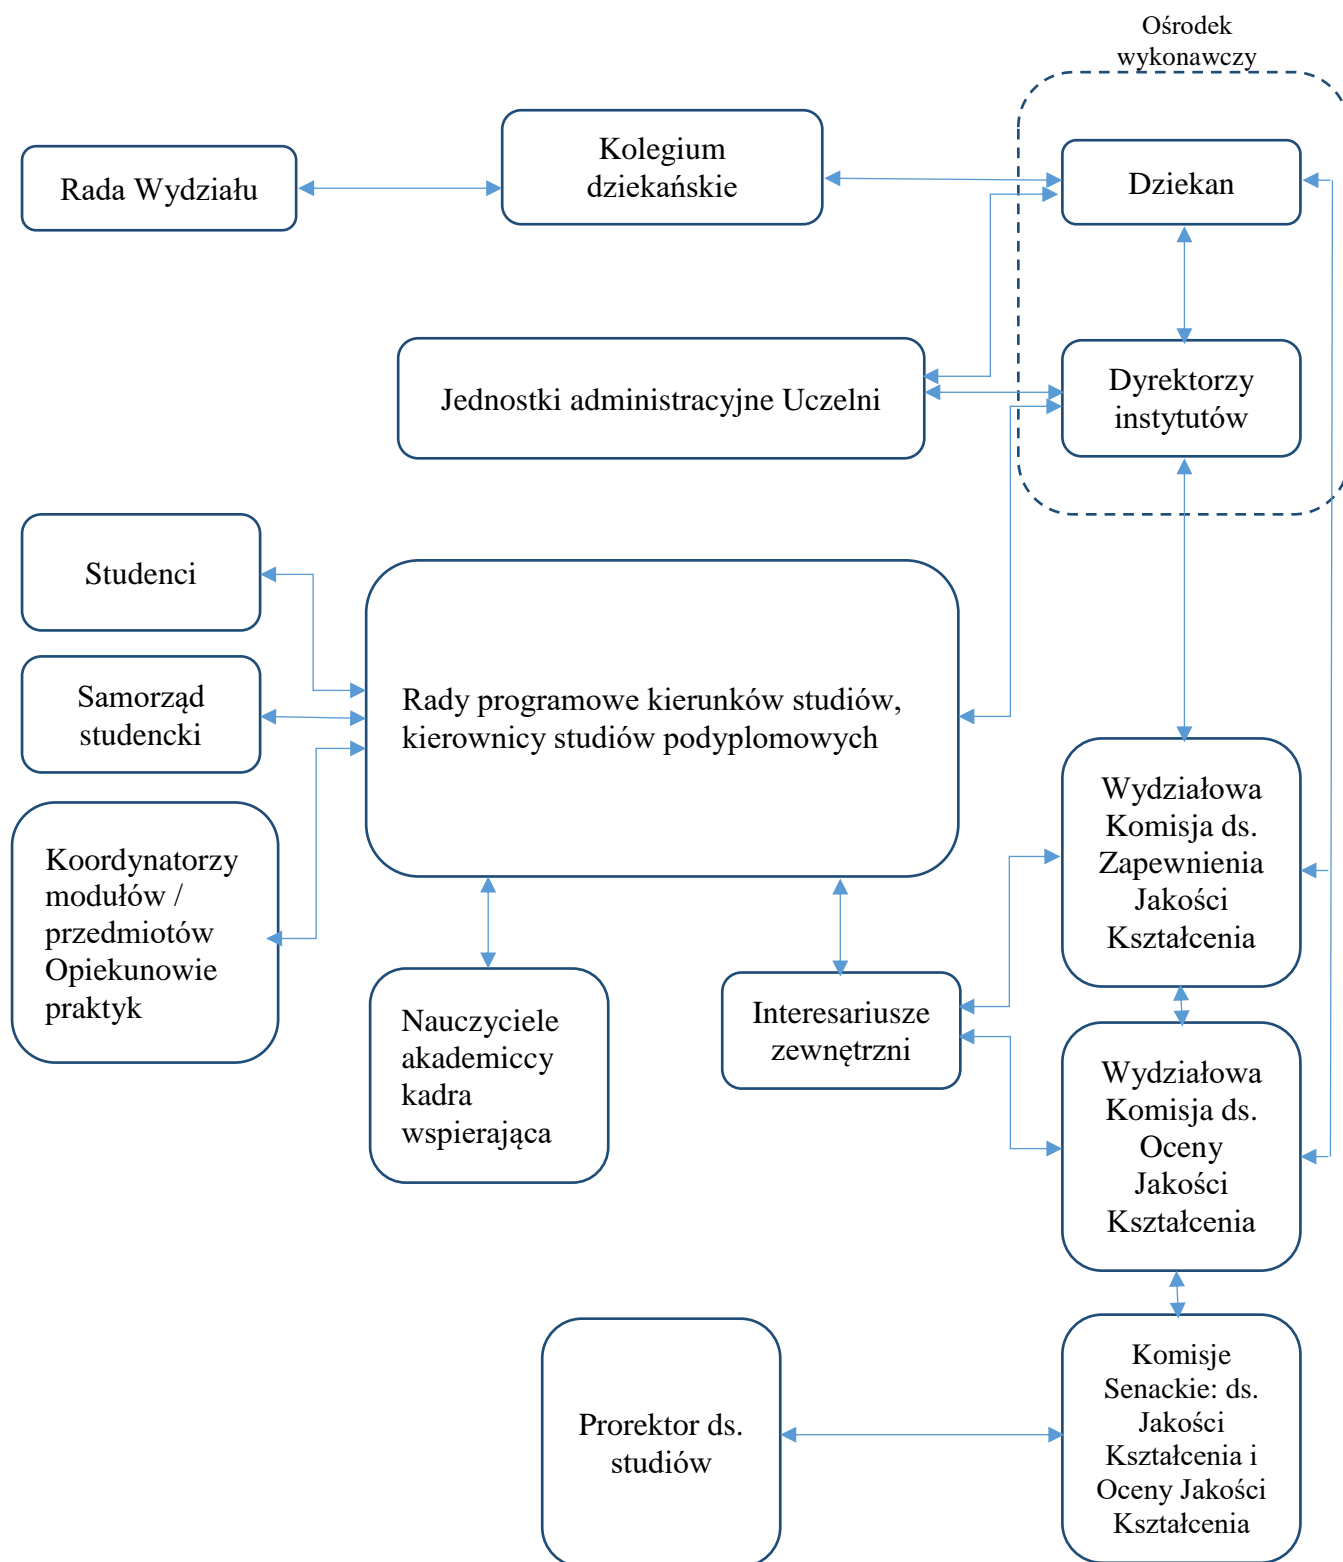 Ośrodek
wykonawczy
Rada Wydziału
Kolegium
dziekańskie
Dziekan
Jednostki administracyjne Uczelni
Dyrektorzy
instytutów
Studenci
Samorząd
studencki
Rady programowe kierunków studiów,
kierownicy studiów podyplomowych
Koordynatorzy
modułów /
przedmiotów
Opiekunowie
praktyk
Wydziałowa
Komisja ds.
Zapewnienia
Jakości
Kształcenia
Nauczyciele
akademiccy
kadra
wspierająca
Interesariusze
zewnętrzni
Wydziałowa
Komisja ds.
Oceny
Jakości
Kształcenia
Prorektor ds.
studiów
Komisje
Senackie: ds.
Jakości
Kształcenia i
Oceny Jakości
Kształcenia